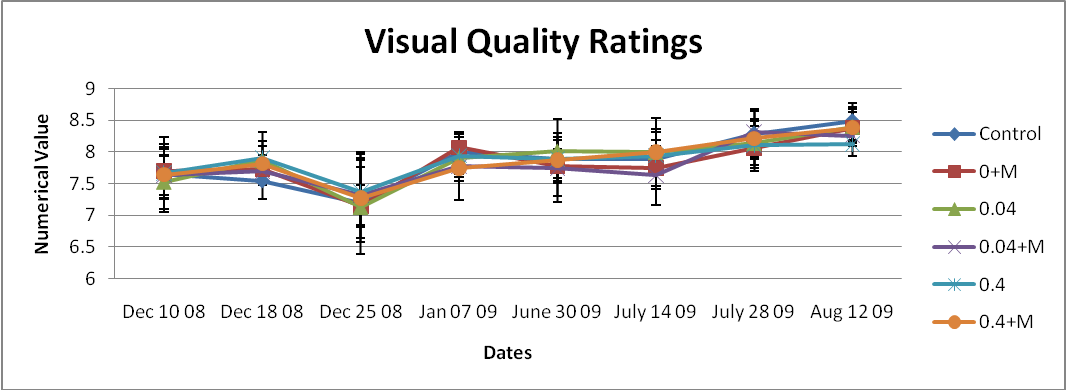 Visual Quality Ratings
Numerical Value
9
8.5
8
7.5
7
6.5
6
Dec 10 08 Dec 18 08 Dec 25 08 Jan 07 09 June 30 09 July 14 09 July 28 09 Aug 12 09
Dates
Control
0+M
0.04
0.04+M
0.4
0.4+M